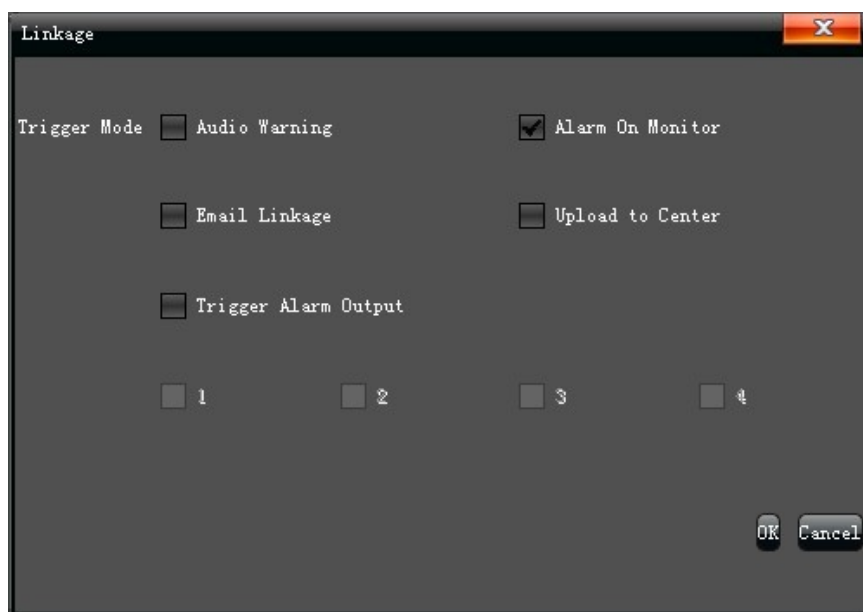 Linkage
Trigger Mode Audio Warning Alarm On Monitor
Email Linkage Upload to Center
Trigger Alarm Output
1 2 3 4
OK Cancel